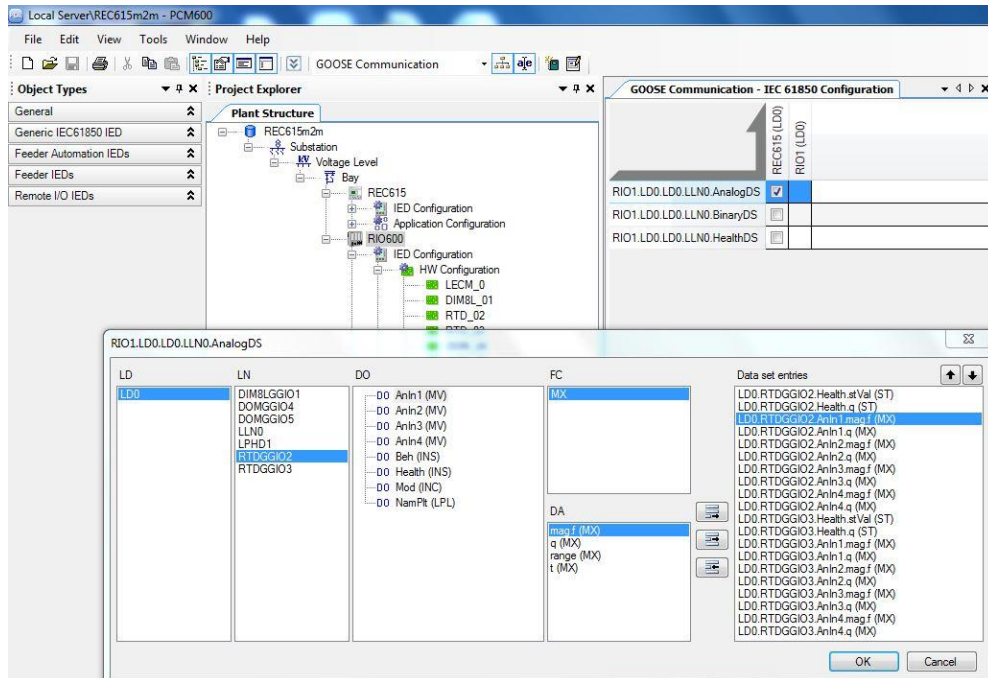 Local Server\REC615m2m - PCM600
File Edit View Tools Window Help
GOOSE Communication
Object Types
General
Generic IEC61850 IED
Feeder Automation IEDs
Feeder IEDs
Remote I/O IEDs
Project Explorer
Plant Structure
REC615m2m
Substation
Voltage Level
Bay
REC615
IED Configuration
Application Configuration
RIO600
IED Configuration
HW Configuration
LECM_0
DIM8L_01
RTD_02
GOOSE Communication - IEC 61850 Configuration
REC615 (LD0)
RIO1 (LD0)
RIO1.LD0.LD0.LLN0.AnalogDS
RIO1.LD0.LD0.LLN0.BinaryDS
RIO1.LD0.LD0.LLN0.HealthDS
RIO1.LD0.LD0.LLN0.AnalogDS
LD
LD0
LN
DIM8LGGIO1
DOMGGIO4
DOMGGIO5
LLN0
LPHD1
RTDGGIO2
RTDGGIO3
DO
DO AnIn1 (MV)
DO AnIn2 (MV)
DO AnIn3 (MV)
DO AnIn4 (MV)
DO Beh (INS)
DO Health (INS)
DO Mod (INC)
DO NamPlt (LPL)
FC
MX
DA
mag.f (MX)
q (MX)
range (MX)
t (MX)
Data set entries
LD0.RTDGGIO2.Health.stVal (ST)
LD0.RTDGGIO2.Health.q (ST)
LD0.RTDGGIO2.AnIn1.mag.f (MX)
LD0.RTDGGIO2.AnIn1.q (MX)
LD0.RTDGGIO2.AnIn2.mag.f (MX)
LD0.RTDGGIO2.AnIn2.q (MX)
LD0.RTDGGIO2.AnIn3.mag.f (MX)
LD0.RTDGGIO2.AnIn3.q (MX)
LD0.RTDGGIO2.AnIn4.mag.f (MX)
LD0.RTDGGIO2.AnIn4.q (MX)
LD0.RTDGGIO3.Health.stVal (ST)
LD0.RTDGGIO3.Health.q (ST)
LD0.RTDGGIO3.AnIn1.mag.f (MX)
LD0.RTDGGIO3.AnIn1.q (MX)
LD0.RTDGGIO3.AnIn2.mag.f (MX)
LD0.RTDGGIO3.AnIn2.q (MX)
LD0.RTDGGIO3.AnIn3.mag.f (MX)
LD0.RTDGGIO3.AnIn3.q (MX)
LD0.RTDGGIO3.AnIn4.mag.f (MX)
LD0.RTDGGIO3.AnIn4.q (MX)
OK Cancel